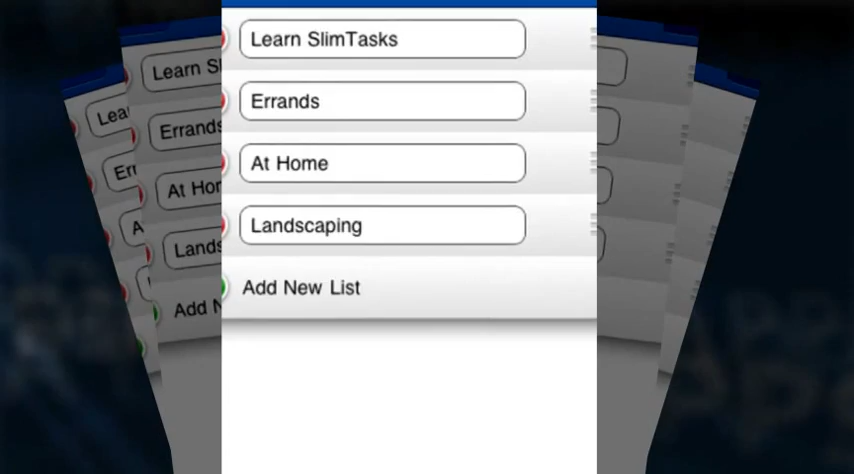 Learn SlimTasks
Errands
At Home
Landscaping
Add New List